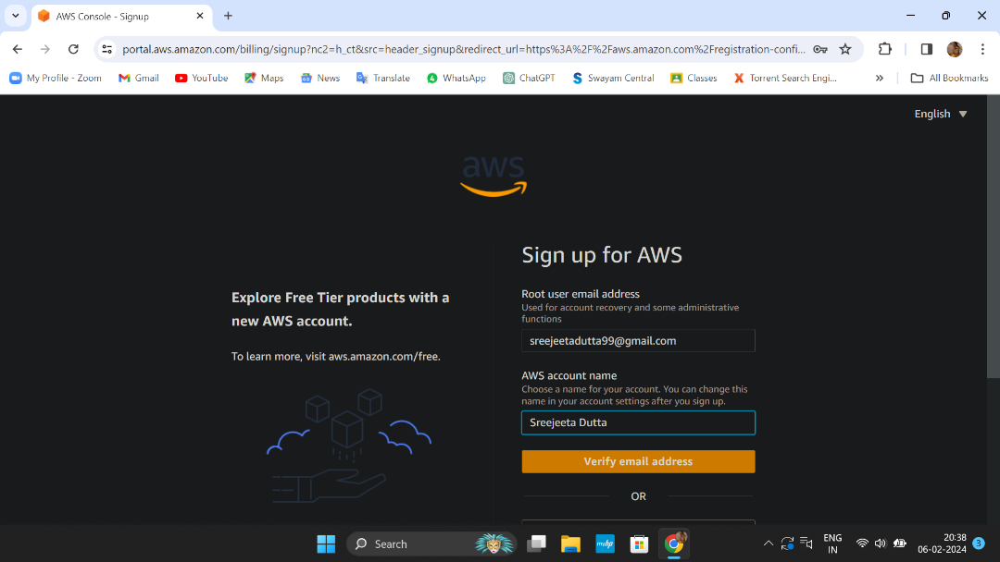 AWS Console - Signup
portal.aws.amazon.com/billing/signup?nc2=h_ct&src=header_signup&redirect_url=https%3A%2F%2Faws.amazon.com%2Fregistration-confi...
My Profile - Zoom
Gmail
YouTube
Maps
News
Translate
WhatsApp
ChatGPT
Swayam Central
Classes
Torrent Search Engi...
»
All Bookmarks
English
aws
Sign up for AWS
Explore Free Tier products with a
new AWS account.
To learn more, visit aws.amazon.com/free.
Root user email address
Used for account recovery and some administrative
functions
sreejeetadutta99@gmail.com
AWS account name
Choose a name for your account. You can change this
name in your account settings after you sign up.
Sreejeeta Dutta
Verify email address
OR
Search
myhp
ENG
IN
20:38
06-02-2024
3